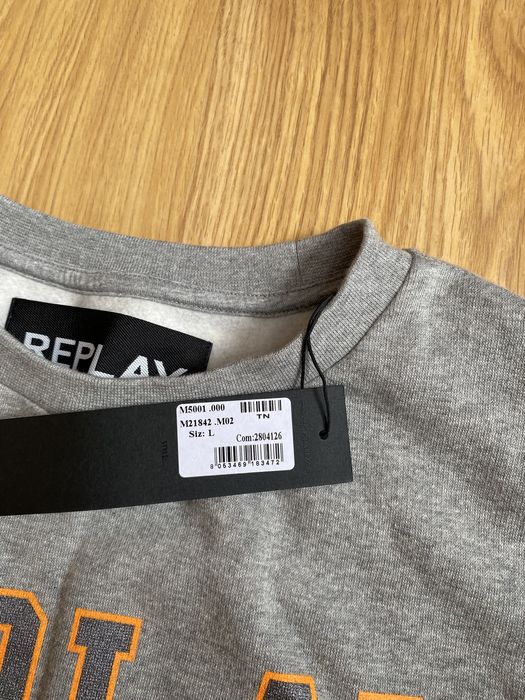 REPLAY
M5001 .000
TN
M21842 .M02
Siz: L
Com:2804126
8 053469 183472